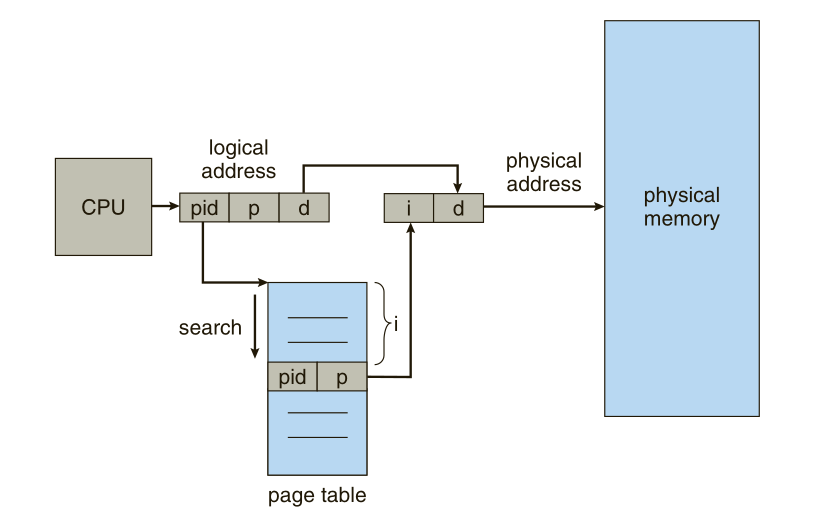 logical
address
physical
address
CPU
pid p d
i d
physical
memory
search
i
pid p
page table